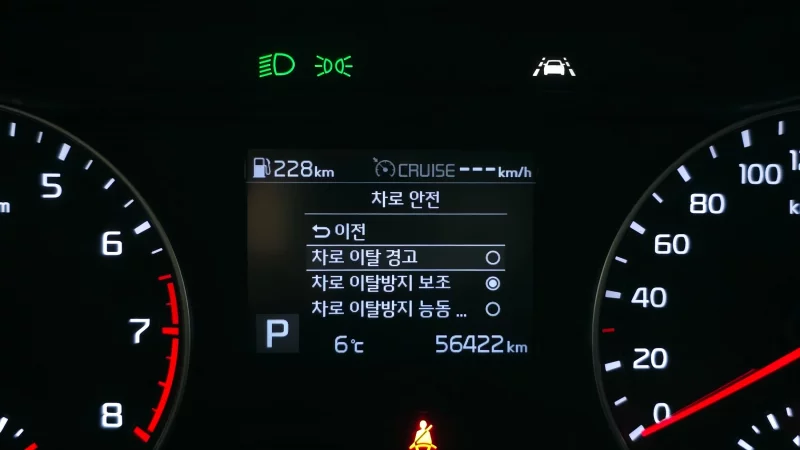 228km CRUISE ---km/h
차로 안전
이전
차로 이탈 경고
차로 이탈방지 보조
차로 이탈방지 능동 ...
P 6℃ 56422 km
5
6
7
8
m
100
80
60
40
20
0